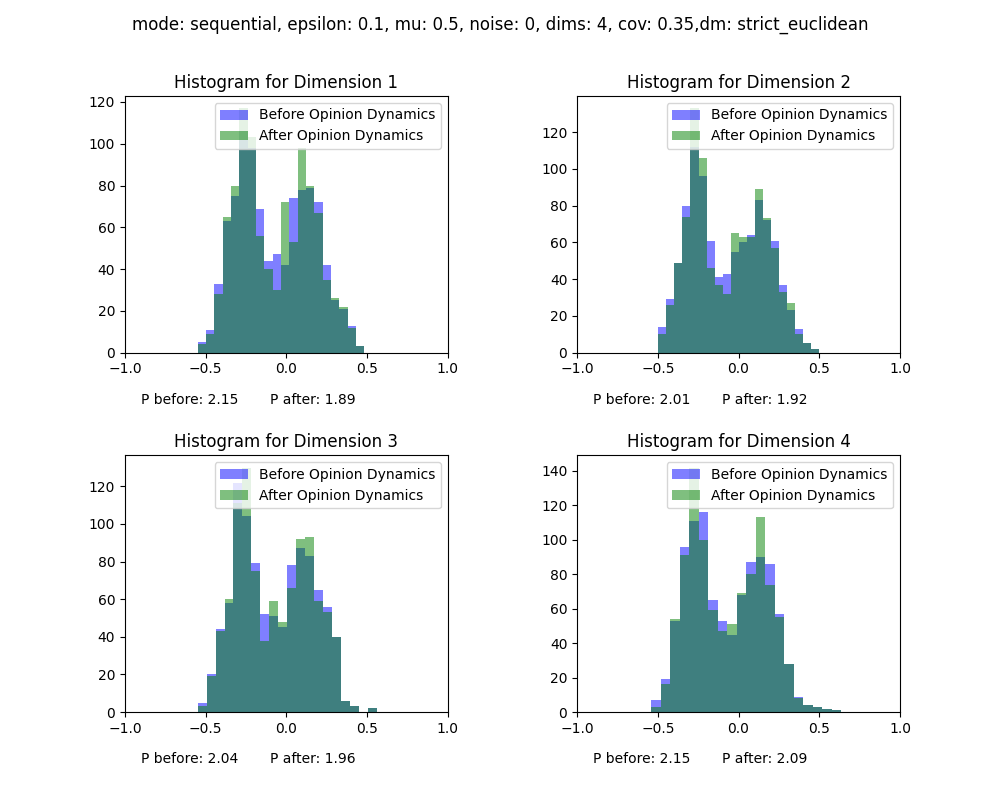 mode: sequential, epsilon: 0.1, mu: 0.5, noise: 0, dims: 4, cov: 0.35,dm: strict_euclidean
Histogram for Dimension 1
Before Opinion Dynamics
After Opinion Dynamics
120
100
80
60
40
20
0
−1.0 −0.5 0.0 0.5 1.0
P before: 2.15 P after: 1.89
Histogram for Dimension 2
Before Opinion Dynamics
After Opinion Dynamics
120
100
80
60
40
20
0
−1.0 −0.5 0.0 0.5 1.0
P before: 2.01 P after: 1.92
Histogram for Dimension 3
Before Opinion Dynamics
After Opinion Dynamics
120
100
80
60
40
20
0
−1.0 −0.5 0.0 0.5 1.0
P before: 2.04 P after: 1.96
Histogram for Dimension 4
Before Opinion Dynamics
After Opinion Dynamics
140
120
100
80
60
40
20
0
−1.0 −0.5 0.0 0.5 1.0
P before: 2.15 P after: 2.09